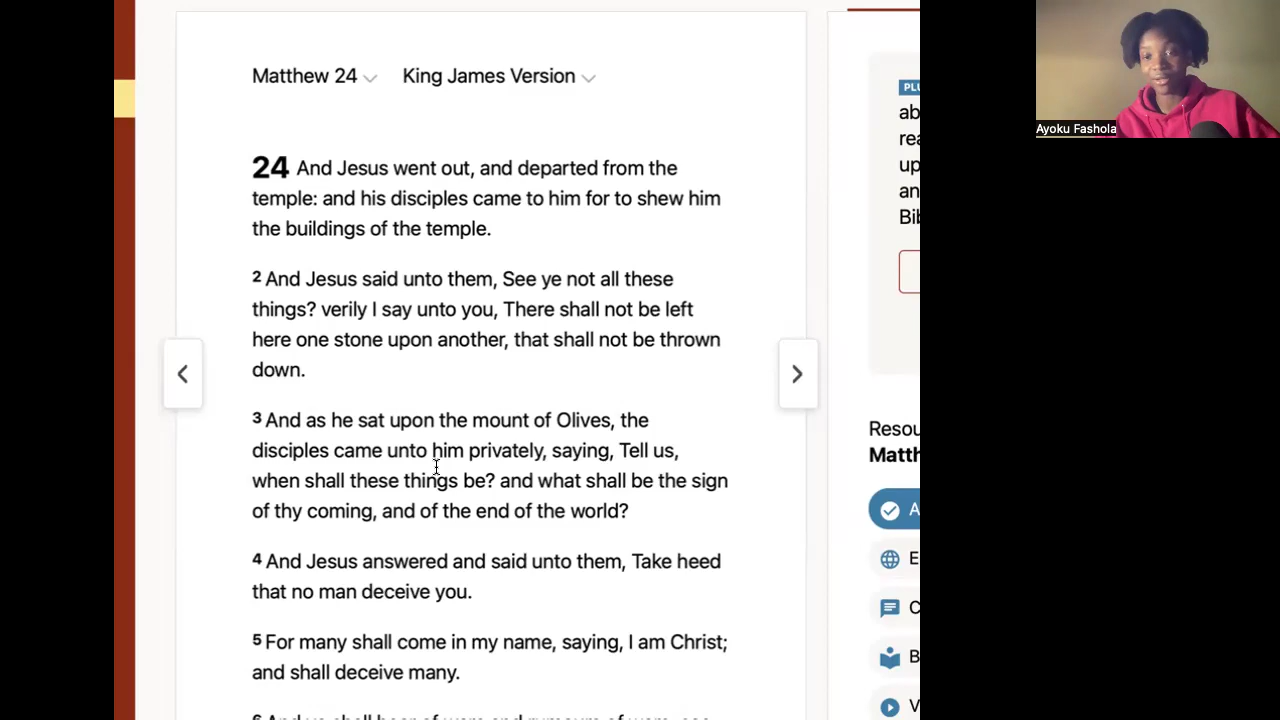 Matthew 24 King James Version
24 And Jesus went out, and departed from the
temple: and his disciples came to him for to shew him
the buildings of the temple.
2 And Jesus said unto them, See ye not all these
things? verily I say unto you, There shall not be left
here one stone upon another, that shall not be thrown
down.
3 And as he sat upon the mount of Olives, the
disciples came unto him privately, saying, Tell us,
when shall these things be? and what shall be the sign
of thy coming, and of the end of the world?
4 And Jesus answered and said unto them, Take heed
that no man deceive you.
5 For many shall come in my name, saying, I am Christ;
and shall deceive many.
PLU
ab
rea
up
an
Bib
Resou
Matth
A
E
C
B
V
Ayoku Fashola